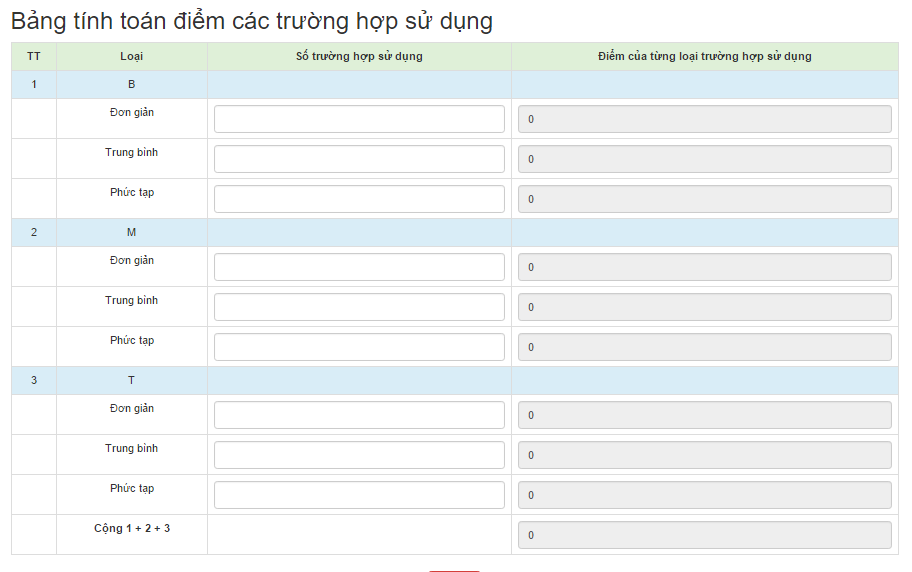 Bảng tính toán điểm các trường hợp sử dụng
TT Loại Số trường hợp sử dụng Điểm của từng loại trường hợp sử dụng
1 B
Đơn giản 0
Trung bình 0
Phức tạp 0
2 M
Đơn giản 0
Trung bình 0
Phức tạp 0
3 T
Đơn giản 0
Trung bình 0
Phức tạp 0
Cộng 1 + 2 + 3 0